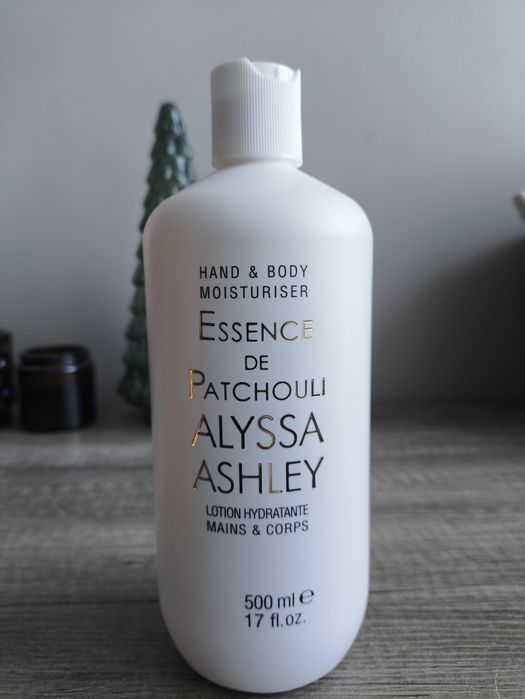 HAND & BODY
MOISTURISER
ESSENCE
DE
PATCHOULI
ALYSSA
ASHLEY
LOTION HYDRATANTE
MAINS & CORPS
500 ml ℮
17 fl.oz.